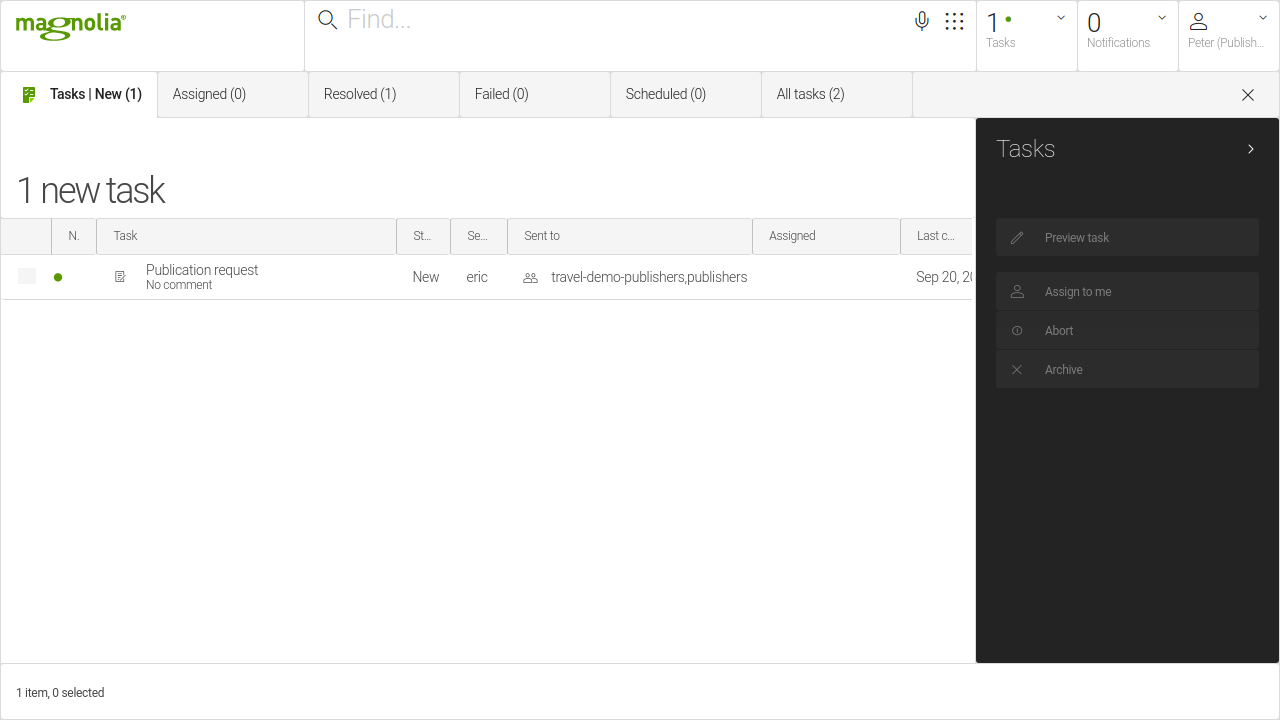 magnolia®
Find...
1
Tasks
0
Notifications
Peter (Publish...
Tasks | New (1)
Assigned (0)
Resolved (1)
Failed (0)
Scheduled (0)
All tasks (2)
1 new task
Tasks
N.
Task
St...
Se...
Sent to
Assigned
Last c...
Publication request
No comment
New
eric
travel-demo-publishers,publishers
Sep 20, 20
Preview task
Assign to me
Abort
Archive
1 item, 0 selected